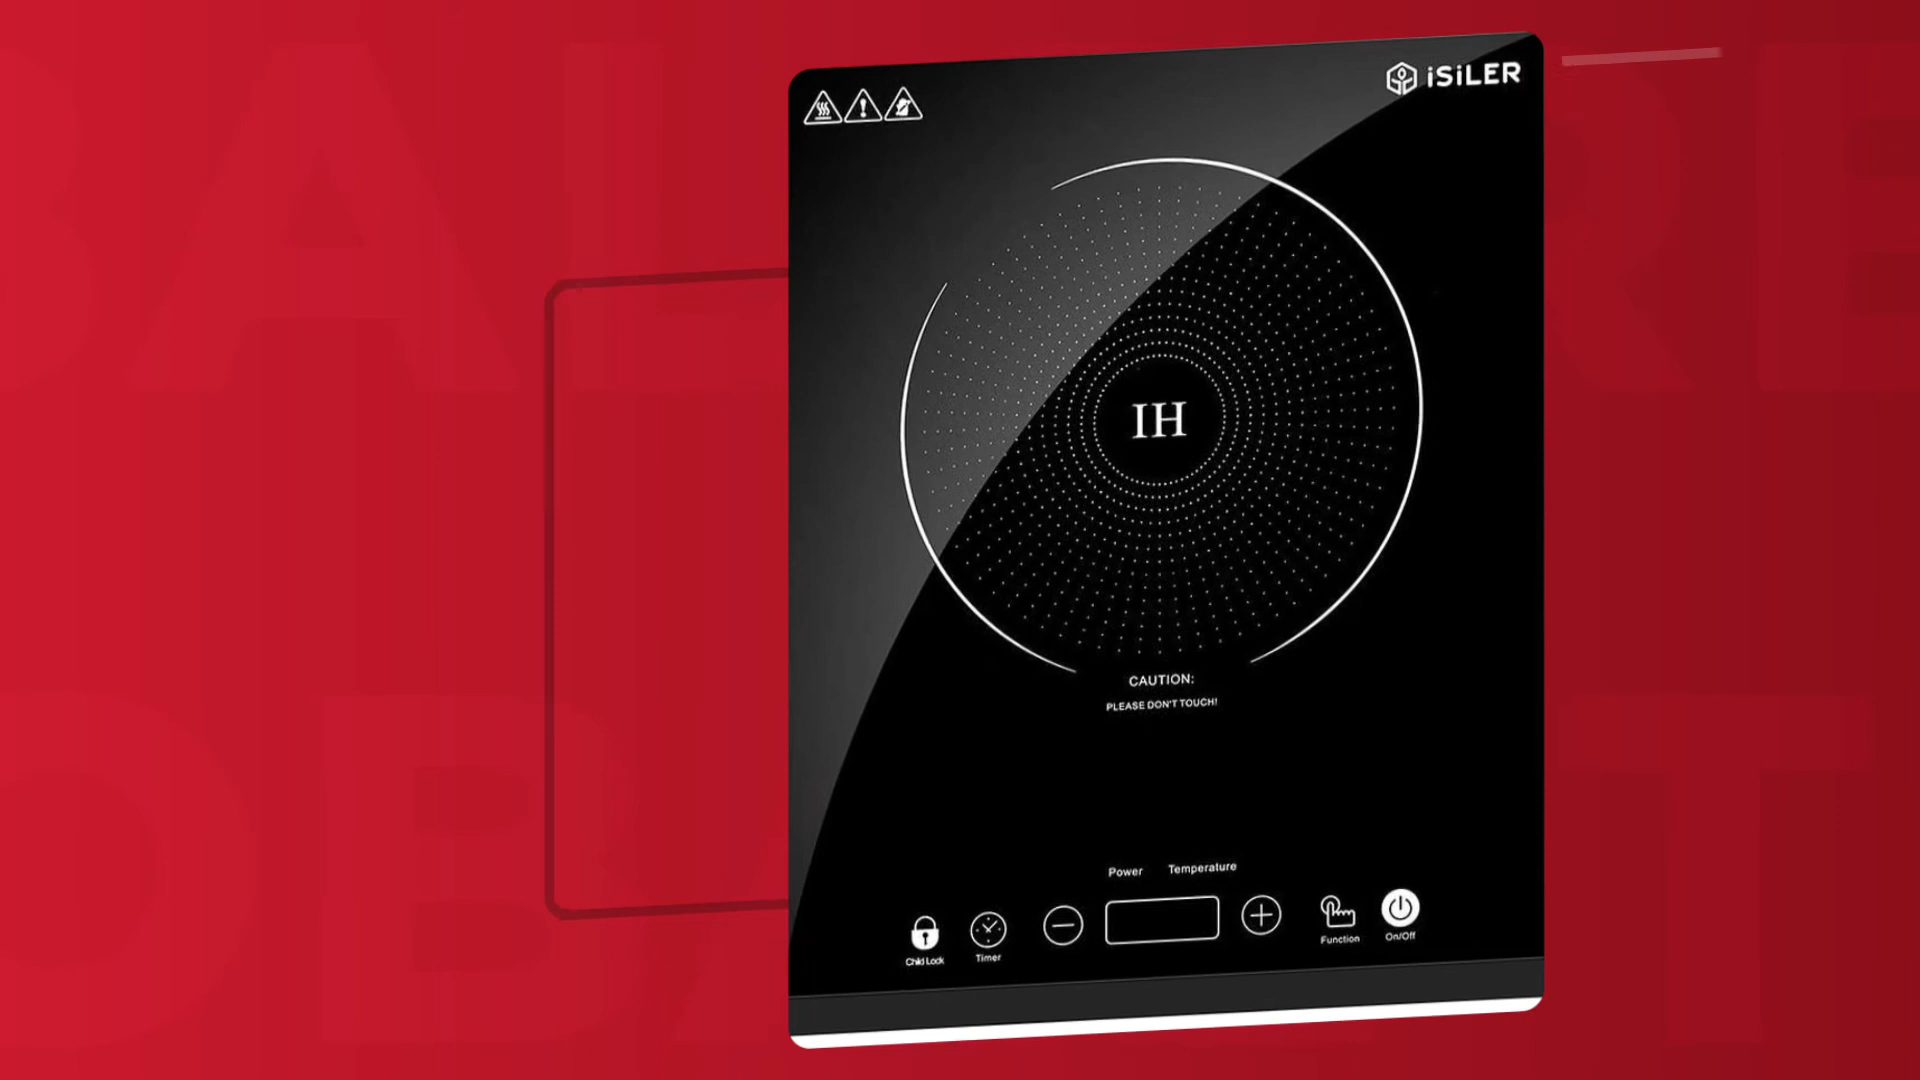 iSiLER
IH
CAUTION:
PLEASE DON'T TOUCH!
Power Temperature
Child Lock
Timer
Function
On/Off